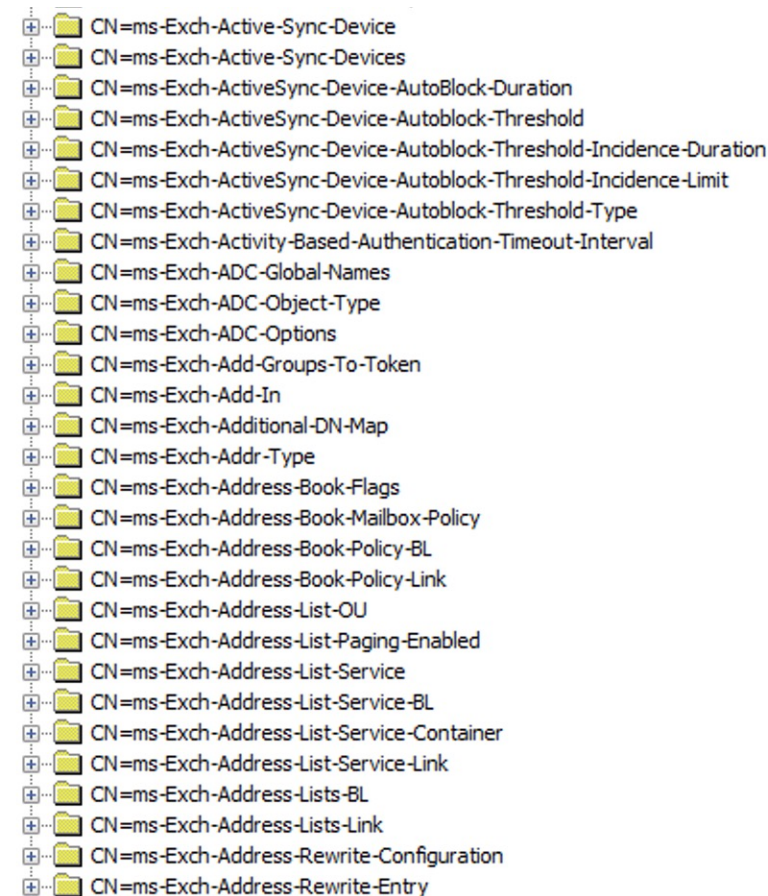 CN=ms-Exch-Active-Sync-Device
CN=ms-Exch-Active-Sync-Devices
CN=ms-Exch-ActiveSync-Device-AutoBlock-Duration
CN=ms-Exch-ActiveSync-Device-Autoblock-Threshold
CN=ms-Exch-ActiveSync-Device-Autoblock-Threshold-Incidence-Duration
CN=ms-Exch-ActiveSync-Device-Autoblock-Threshold-Incidence-Limit
CN=ms-Exch-ActiveSync-Device-Autoblock-Threshold-Type
CN=ms-Exch-Activity-Based-Authentication-Timeout-Interval
CN=ms-Exch-ADC-Global-Names
CN=ms-Exch-ADC-Object-Type
CN=ms-Exch-ADC-Options
CN=ms-Exch-Add-Groups-To-Token
CN=ms-Exch-Add-In
CN=ms-Exch-Additional-DN-Map
CN=ms-Exch-Addr-Type
CN=ms-Exch-Address-Book-Flags
CN=ms-Exch-Address-Book-Mailbox-Policy
CN=ms-Exch-Address-Book-Policy-BL
CN=ms-Exch-Address-Book-Policy-Link
CN=ms-Exch-Address-List-OU
CN=ms-Exch-Address-List-Paging-Enabled
CN=ms-Exch-Address-List-Service
CN=ms-Exch-Address-List-Service-BL
CN=ms-Exch-Address-List-Service-Container
CN=ms-Exch-Address-List-Service-Link
CN=ms-Exch-Address-Lists-BL
CN=ms-Exch-Address-Lists-Link
CN=ms-Exch-Address-Rewrite-Configuration
CN=ms-Exch-Address-Rewrite-Entry